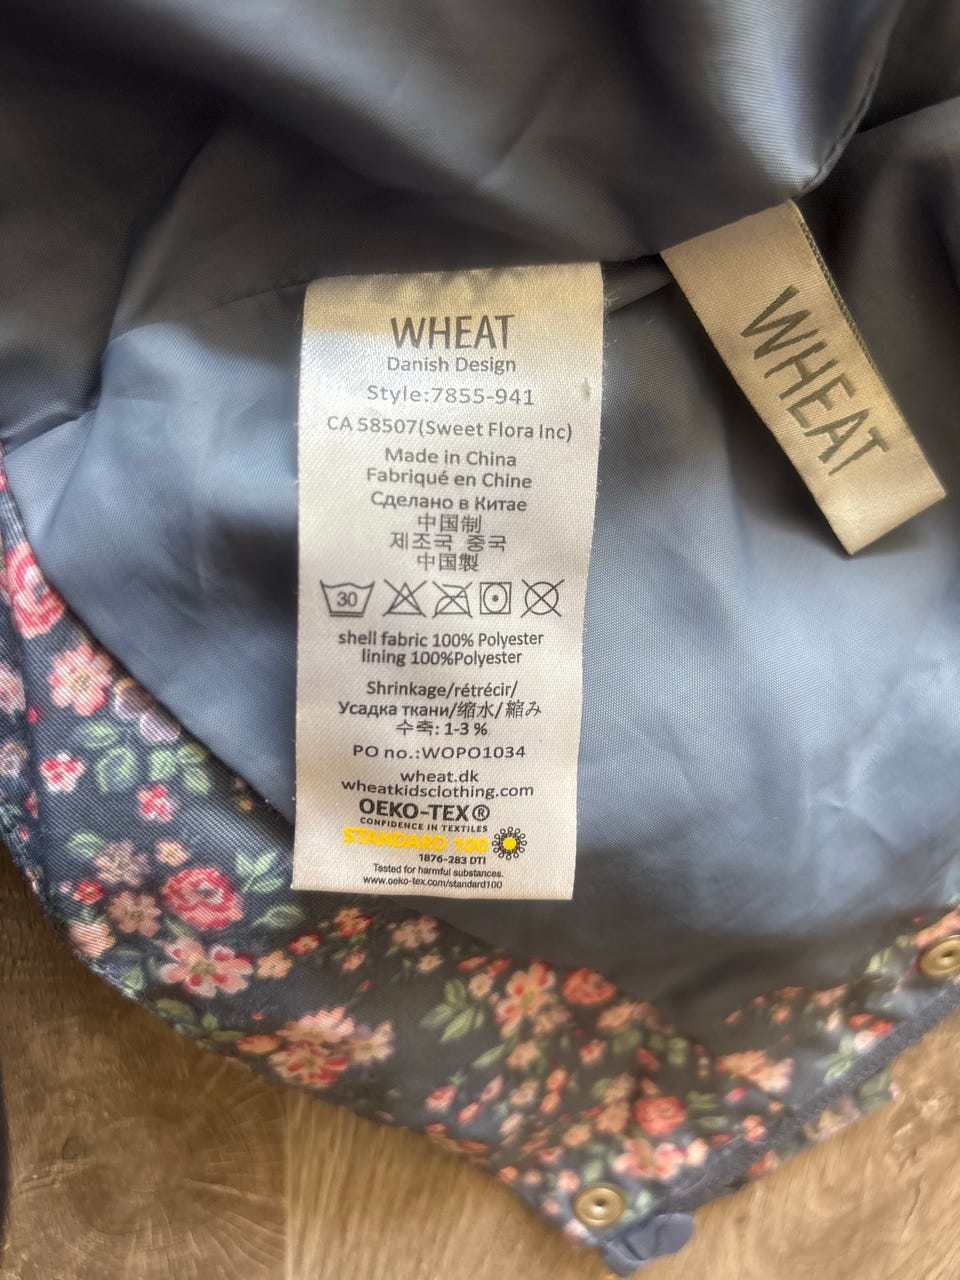 WHEAT
Danish Design
Style:7855-941
CA 58507(Sweet Flora Inc)
Made in China
Fabriqué en Chine
Сделано в Китае
中国制
제조국 중국
中国製
30
shell fabric 100% Polyester
lining 100%Polyester
Shrinkage/rétrécir/
Усадка ткани/缩水/縮み
수축: 1-3 %
PO no.:WOPO1034
wheat.dk
wheatkidsclothing.com
OEKO-TEX®
CONFIDENCE IN TEXTILES
STANDARD 100
1876-283 DTI
Tested for harmful substances.
www.oeko-tex.com/standard100
WHEAT